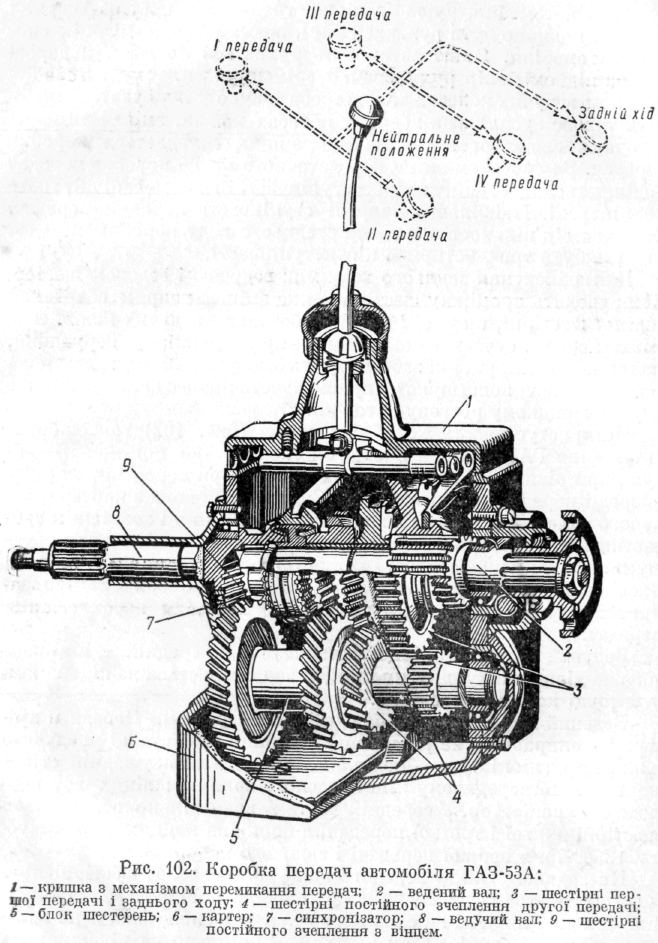 III передача
I передача
Задній хід
Нейтральне
положення
IV передача
II передача
1
9
8
7
2
3
6
4
5
Рис. 102. Коробка передач автомобіля ГАЗ-53А:
1 — кришка з механізмом перемикання передач; 2 — ведений вал; 3 — шестірні пер-
шої передачі і заднього ходу; 4 — шестірні постійного зчеплення другої передачі;
5 — блок шестерень; 6 — картер; 7 — синхронізатор; 8 — ведучий вал; 9 — шестірні
постійного зчеплення з вінцем.